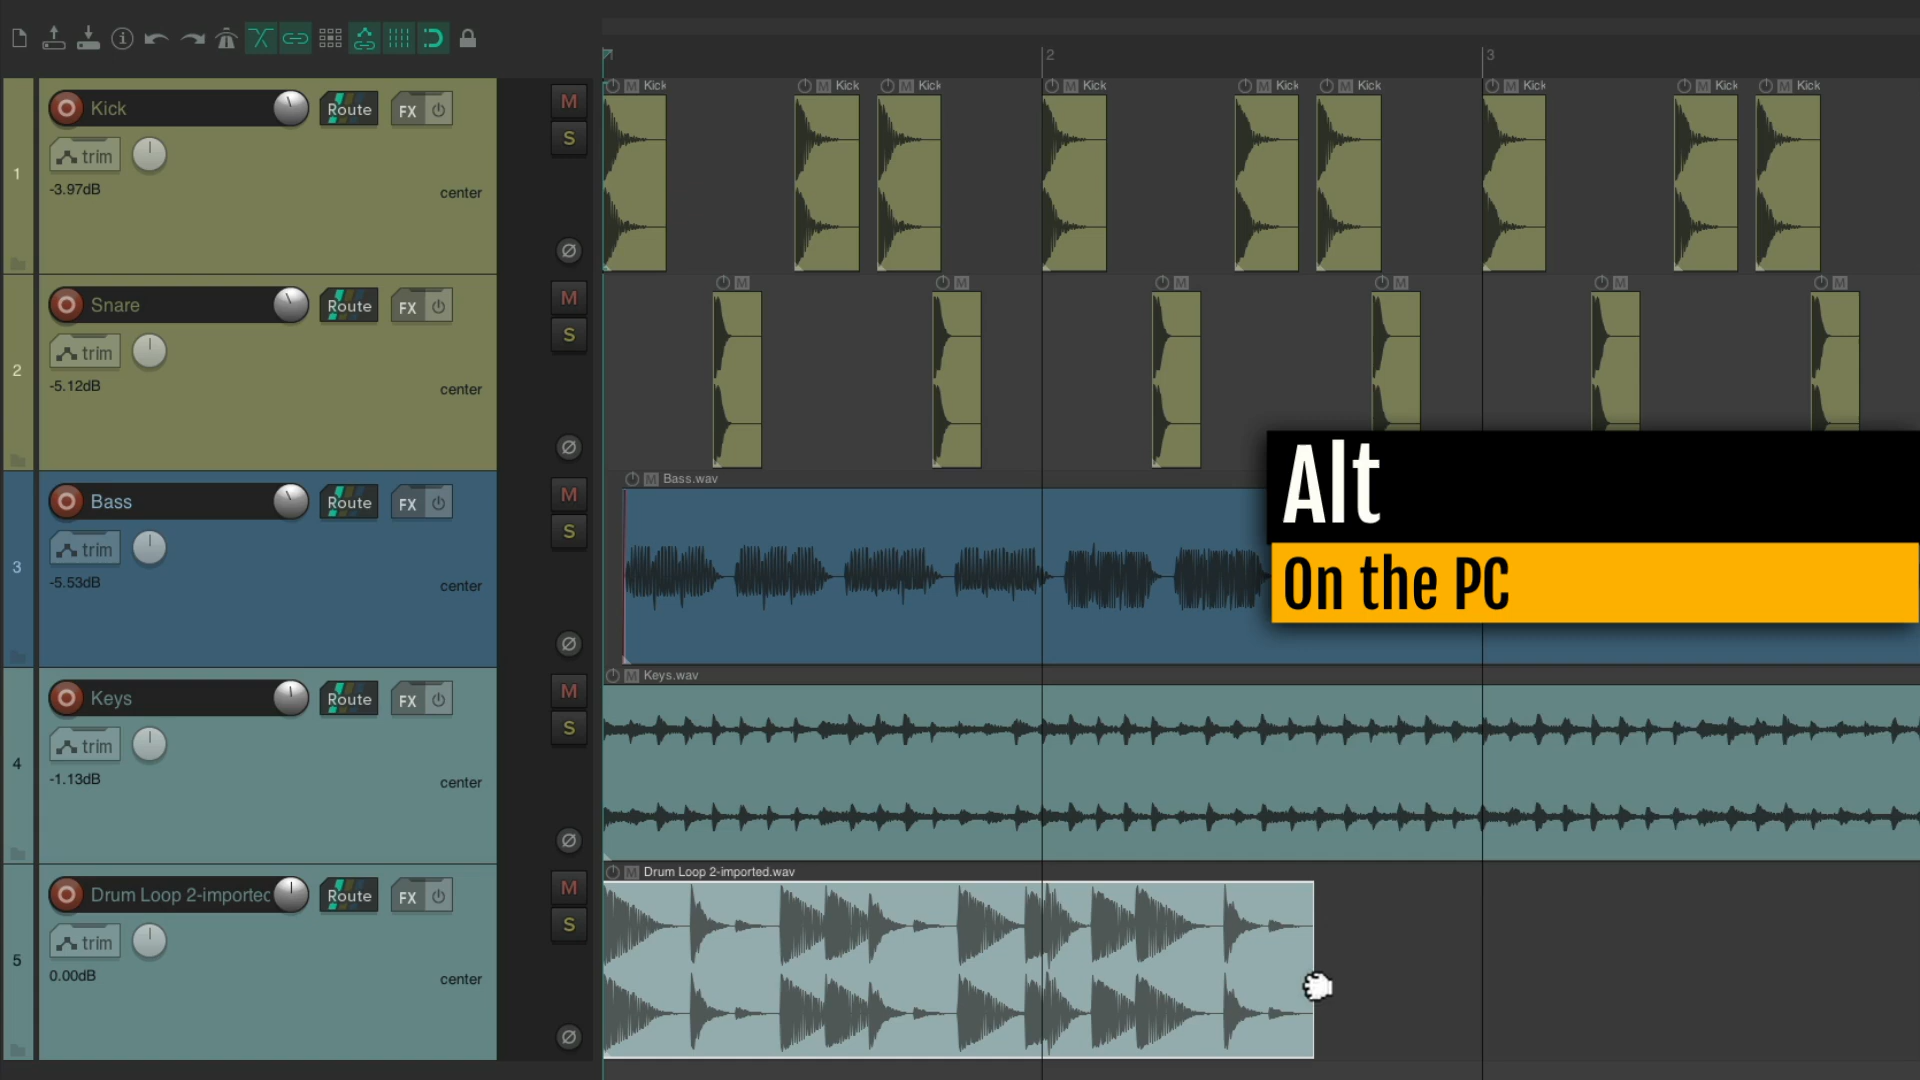 1 2 3
M Kick M Kick M Kick M Kick M Kick M Kick M Kick M Kick M Kick
1 Kick Route FX M
trim S
-3.97dB
center
M M M M M M
2 Snare Route FX M
trim S
-5.12dB
center
M Bass.wav
3 Bass Route FX M
trim S
-5.53dB
center
Alt
On the PC
M Keys.wav
4 Keys Route FX M
trim S
-1.13dB
center
M Drum Loop 2-imported.wav
5 Drum Loop 2-imported Route FX M
trim S
0.00dB
center